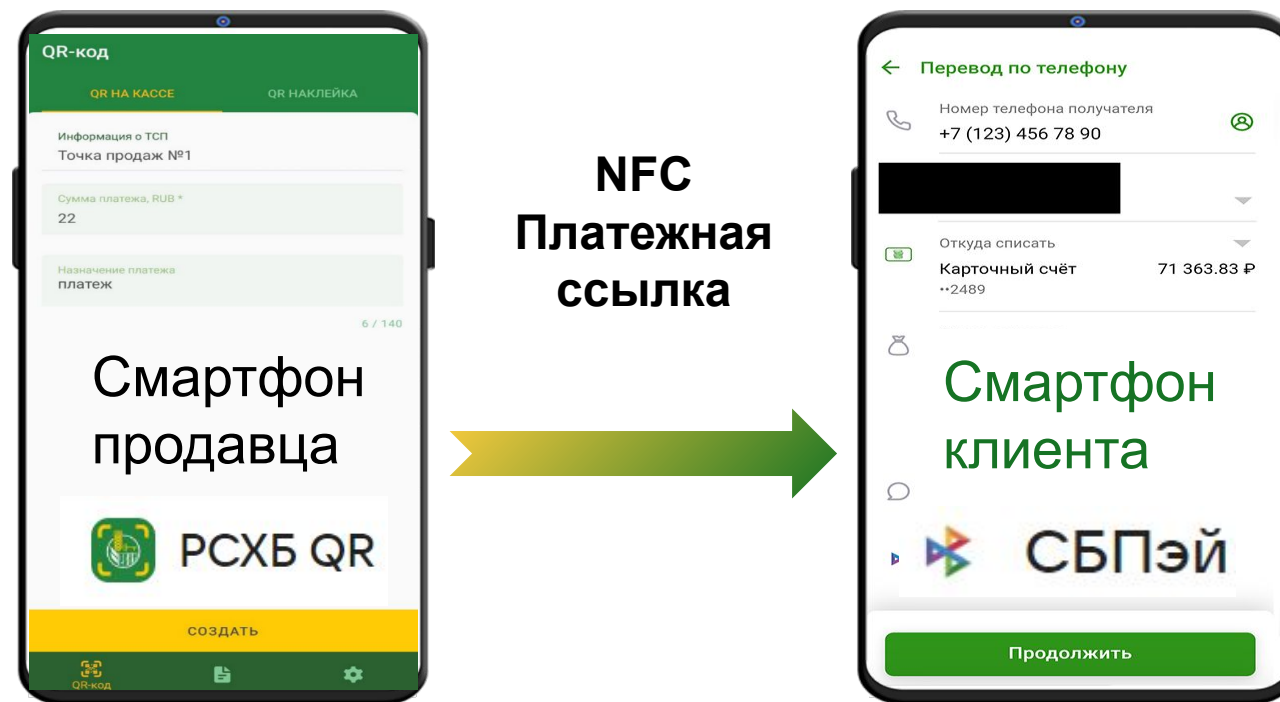 QR-код
QR НА КАССЕ
QR НАКЛЕЙКА
Информация о ТСП
Точка продаж №1
Сумма платежа, RUB *
22
Назначение платежа
платеж
6 / 140
Смартфон
продавца
РСХБ QR
СОЗДАТЬ
QR-код
NFC
Платежная
ссылка
Перевод по телефону
Номер телефона получателя
+7 (123) 456 78 90
Откуда списать
Карточный счёт 71 363.83 ₽
••2489
Смартфон
клиента
СБПэй
Продолжить